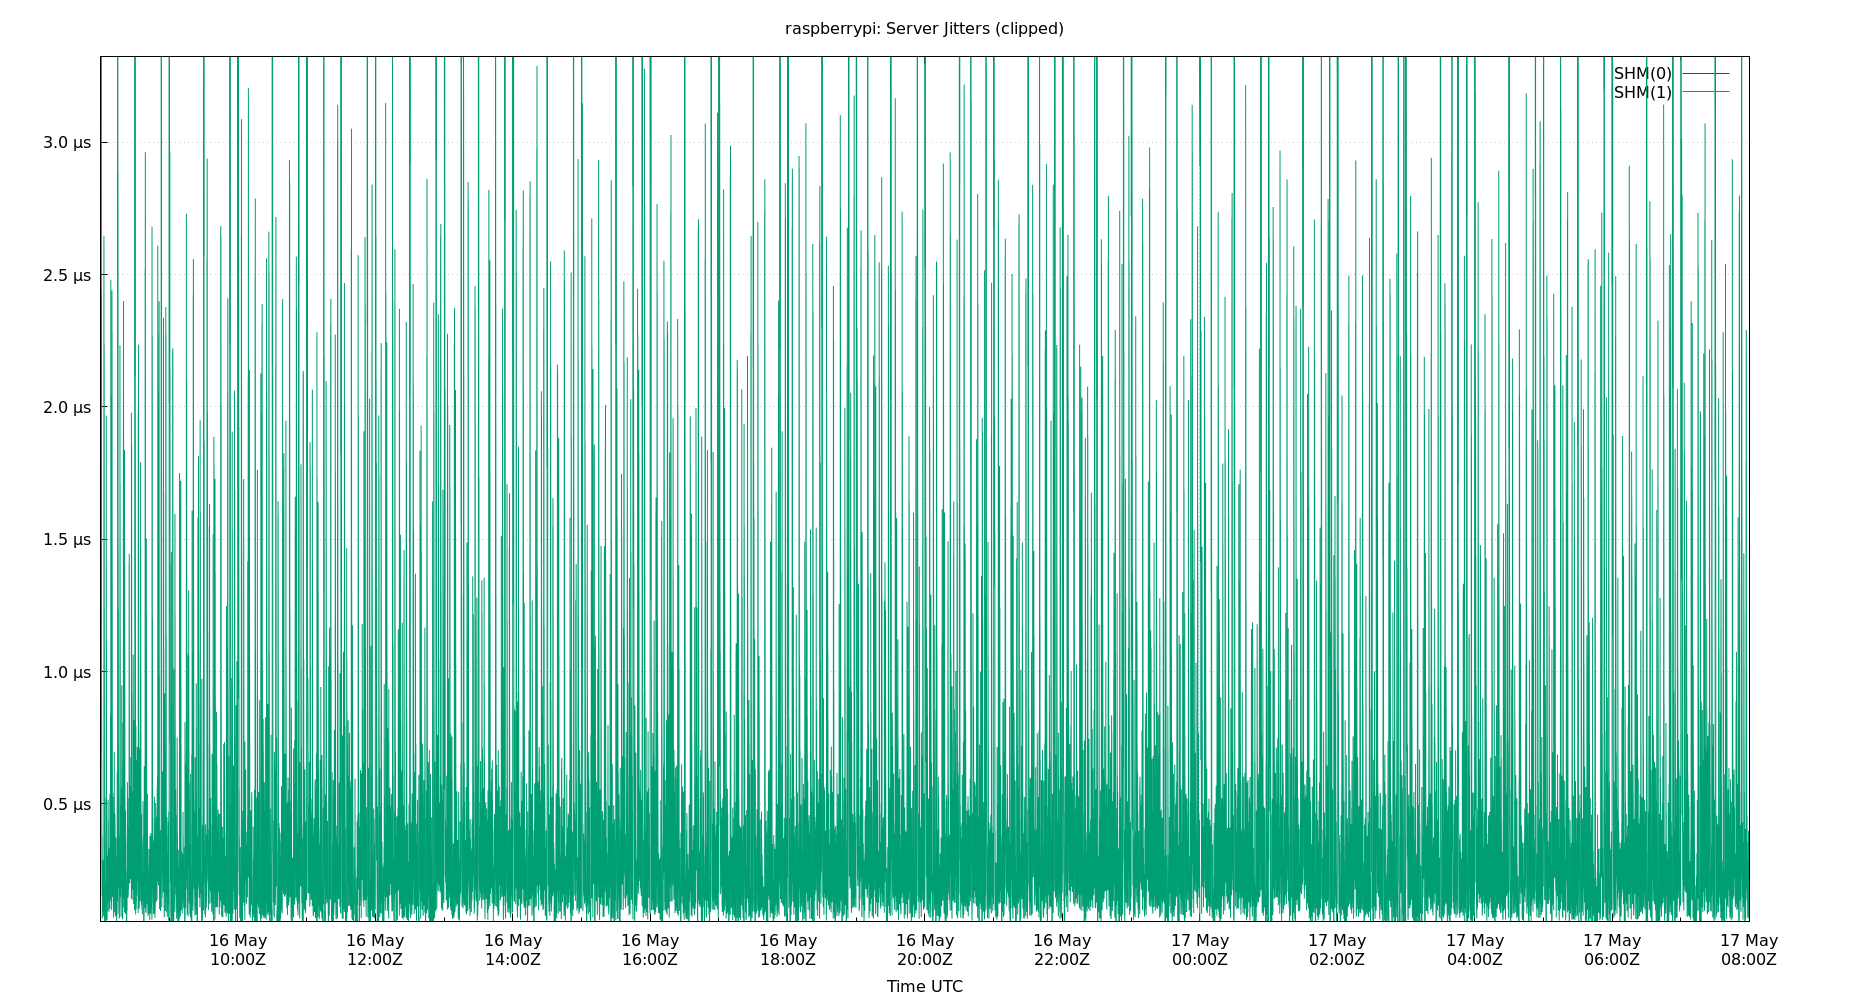 raspberrypi: Server Jitters (clipped)
SHM(0)
SHM(1)
3.0 µs
2.5 µs
2.0 µs
1.5 µs
1.0 µs
0.5 µs
16 May 16 May 16 May 16 May 16 May 16 May 16 May 17 May 17 May 17 May 17 May 17 May
10:00Z 12:00Z 14:00Z 16:00Z 18:00Z 20:00Z 22:00Z 00:00Z 02:00Z 04:00Z 06:00Z 08:00Z
Time UTC